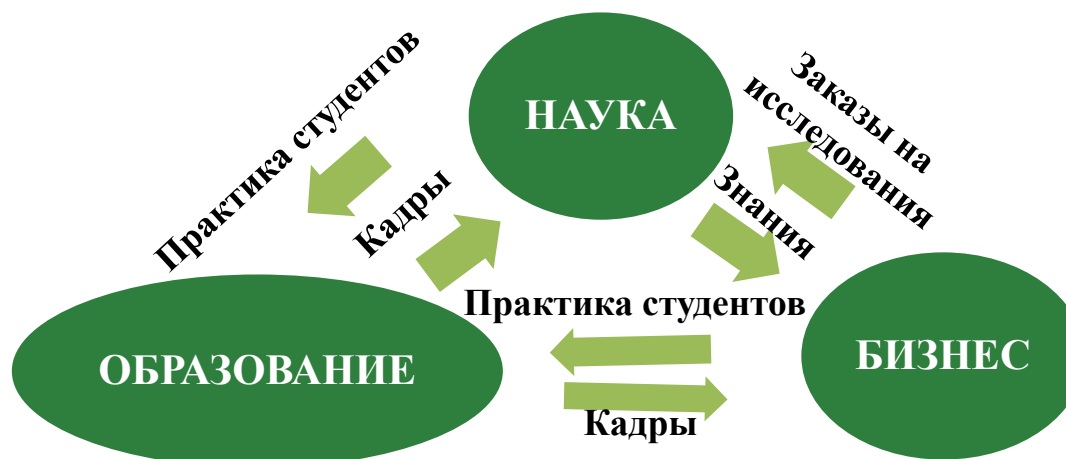 НАУКА
Практика студентов
Кадры
Заказы на
исследования
Знания
Практика студентов
ОБРАЗОВАНИЕ
БИЗНЕС
Кадры